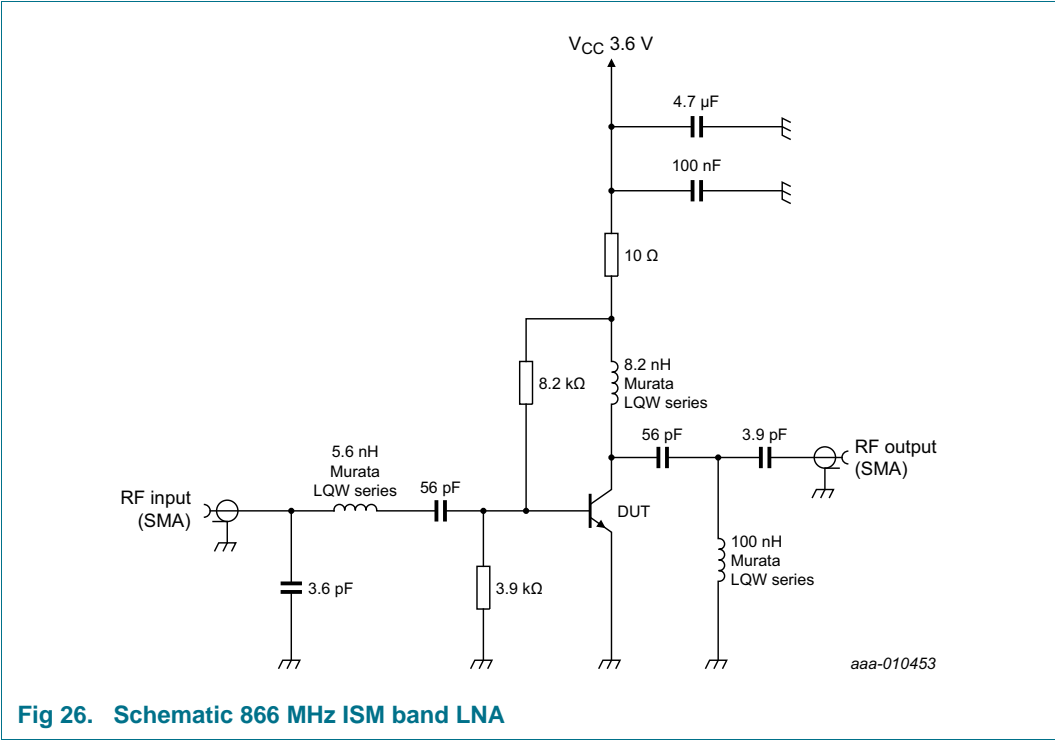 VCC 3.6 V
4.7 µF
100 nF
10 Ω
8.2 kΩ
8.2 nH
Murata
LQW series
56 pF
3.9 pF
RF output
(SMA)
5.6 nH
Murata
LQW series
56 pF
RF input
(SMA)
DUT
3.6 pF
3.9 kΩ
100 nH
Murata
LQW series
aaa-010453
Fig 26. Schematic 866 MHz ISM band LNA